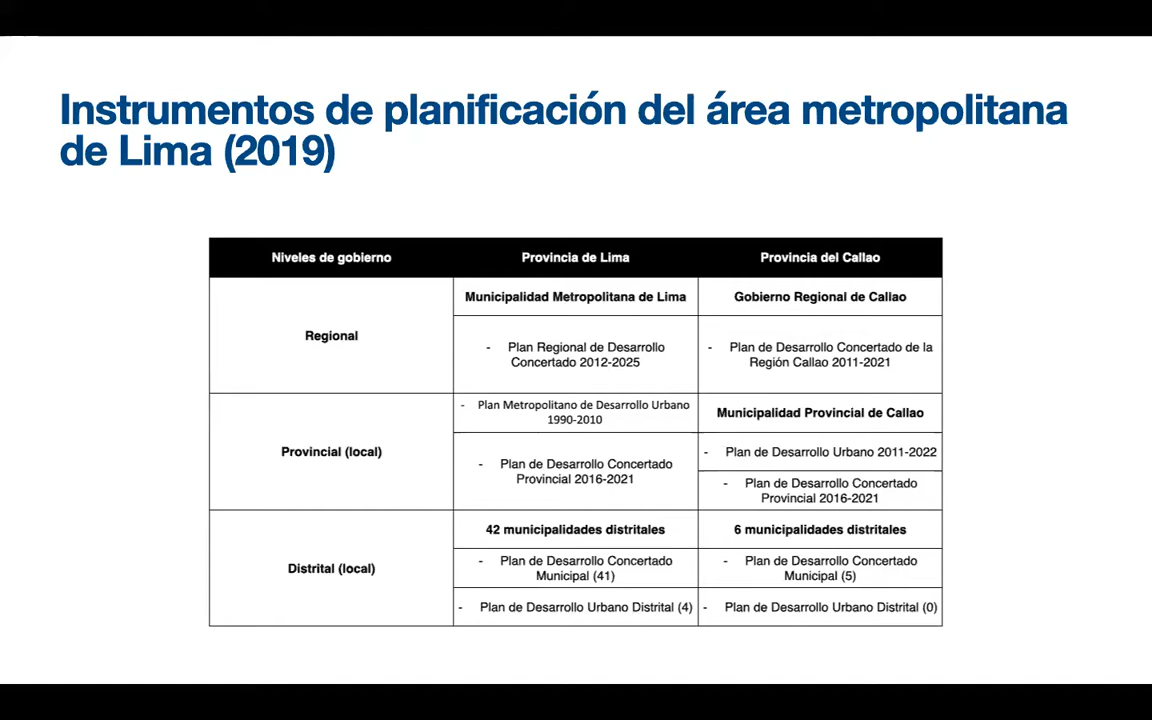 Instrumentos de planificación del área metropolitana
de Lima (2019)
Niveles de gobierno
Provincia de Lima
Provincia del Callao
Regional
Municipalidad Metropolitana de Lima
Gobierno Regional de Callao
- Plan Regional de Desarrollo
Concertado 2012-2025
- Plan de Desarrollo Concertado de la
Región Callao 2011-2021
Provincial (local)
- Plan Metropolitano de Desarrollo Urbano
1990-2010
- Plan de Desarrollo Concertado
Provincial 2016-2021
Municipalidad Provincial de Callao
- Plan de Desarrollo Urbano 2011-2022
- Plan de Desarrollo Concertado
Provincial 2016-2021
Distrital (local)
42 municipalidades distritales
6 municipalidades distritales
- Plan de Desarrollo Concertado
Municipal (41)
- Plan de Desarrollo Concertado
Municipal (5)
- Plan de Desarrollo Urbano Distrital (4)
- Plan de Desarrollo Urbano Distrital (0)